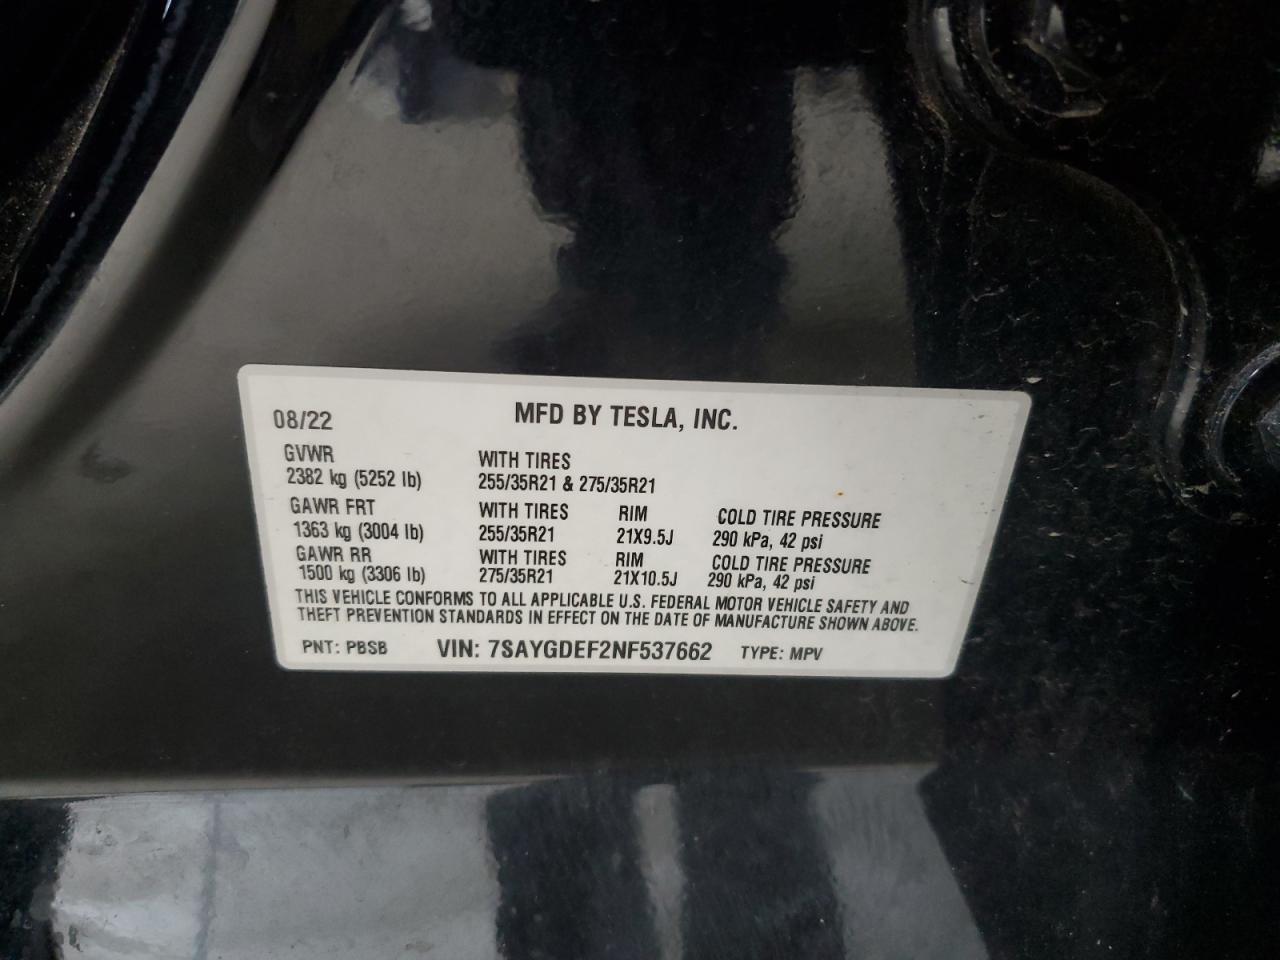 08/22 MFD BY TESLA, INC.
GVWR WITH TIRES
2382 kg (5252 lb) 255/35R21 & 275/35R21
GAWR FRT WITH TIRES RIM COLD TIRE PRESSURE
1363 kg (3004 lb) 255/35R21 21X9.5J 290 kPa, 42 psi
GAWR RR WITH TIRES RIM COLD TIRE PRESSURE
1500 kg (3306 lb) 275/35R21 21X10.5J 290 kPa, 42 psi
THIS VEHICLE CONFORMS TO ALL APPLICABLE U.S. FEDERAL MOTOR VEHICLE SAFETY AND
THEFT PREVENTION STANDARDS IN EFFECT ON THE DATE OF MANUFACTURE SHOWN ABOVE.
PNT: PBSB VIN: 7SAYGDEF2NF537662 TYPE: MPV